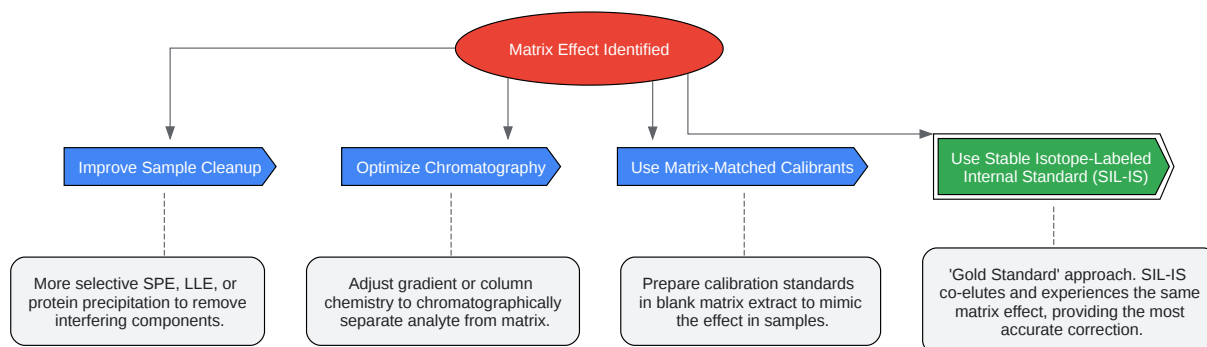 Matrix Effect Identified
Improve Sample Cleanup
Optimize Chromatography
Use Matrix-Matched Calibrants
Use Stable Isotope-Labeled
Internal Standard (SIL-IS)
More selective SPE, LLE, or
protein precipitation to remove
interfering components.
Adjust gradient or column
chemistry to chromatographically
separate analyte from matrix.
Prepare calibration standards
in blank matrix extract to mimic
the effect in samples.
'Gold Standard' approach. SIL-IS
co-elutes and experiences the same
matrix effect, providing the most
accurate correction.